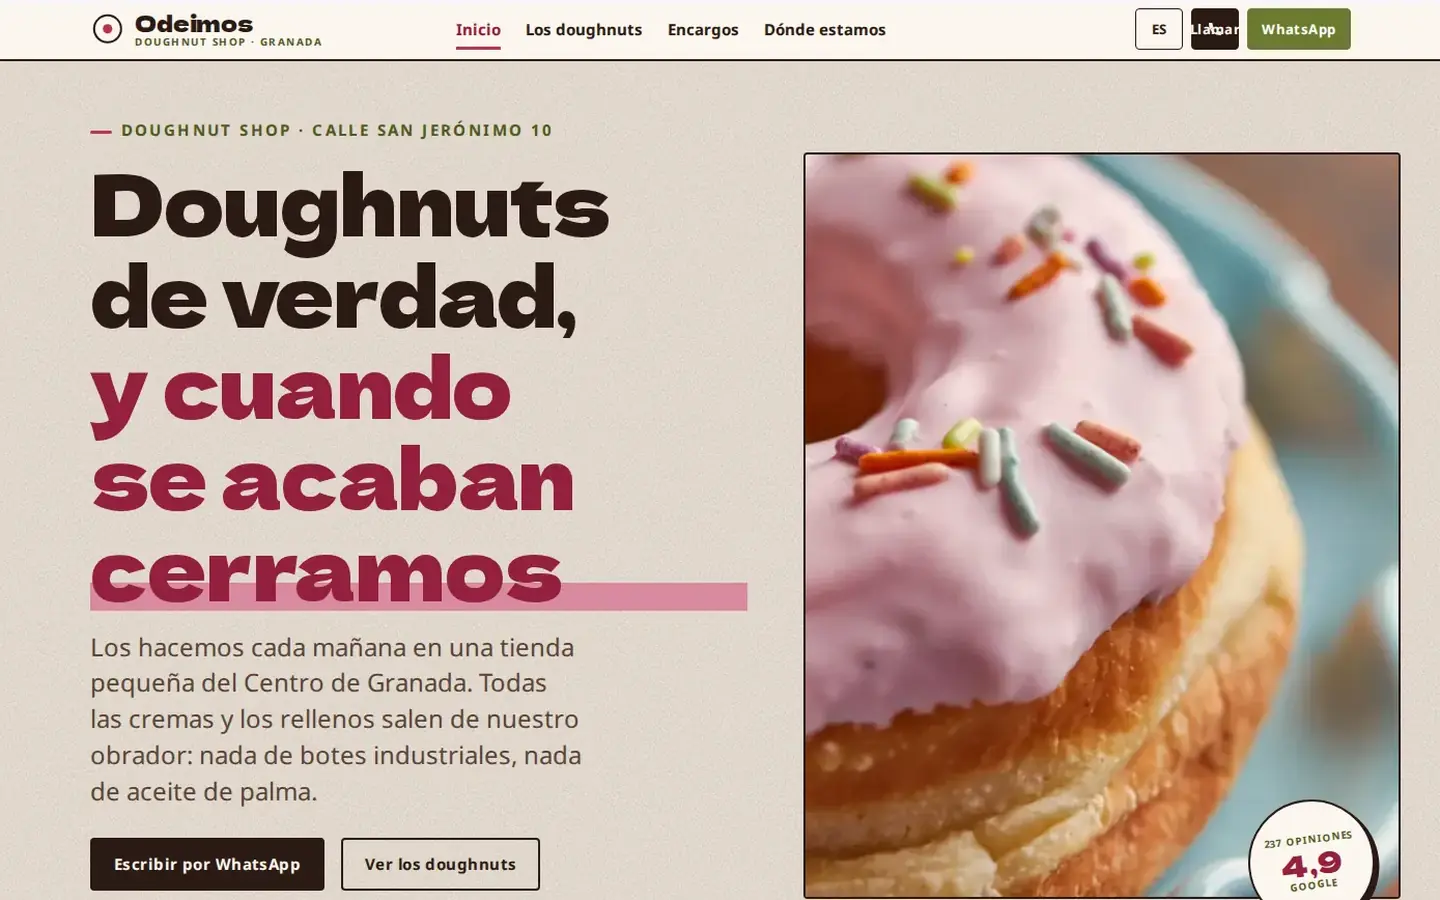 Odeimos
DOUGHNUT SHOP · GRANADA
Inicio
Los doughnuts
Encargos
Dónde estamos
ES
Llamar
WhatsApp
DOUGHNUT SHOP · CALLE SAN JERÓNIMO 10
Doughnuts
de verdad,
y cuando
se acaban
cerramos
Los hacemos cada mañana en una tienda
pequeña del Centro de Granada. Todas
las cremas y los rellenos salen de nuestro
obrador: nada de botes industriales, nada
de aceite de palma.
Escribir por WhatsApp
Ver los doughnuts
237 OPINIONES
4,9
GOOGLE